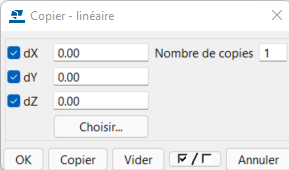 Copier - linéaire
dX 0.00 Nombre de copies 1
dY 0.00
dZ 0.00
Choisir...
OK Copier Vider / Annuler